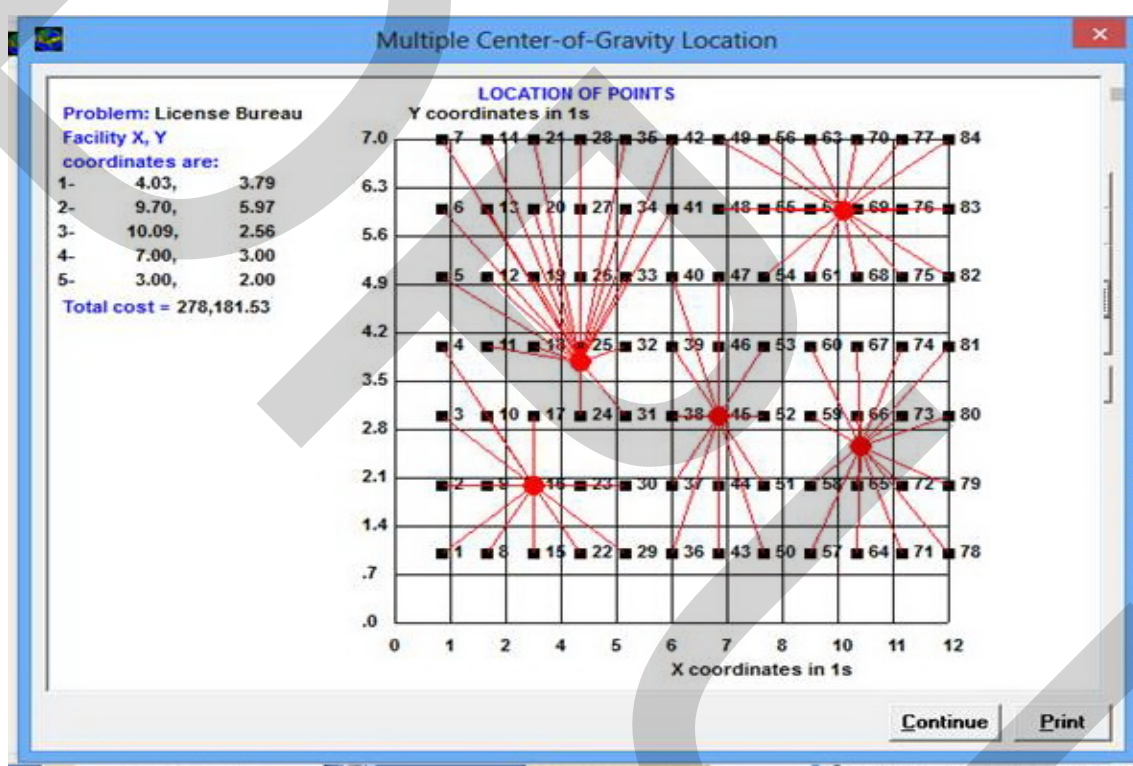 Multiple Center-of-Gravity Location
LOCATION OF POINTS
Problem: License Bureau
Facility X, Y
coordinates are:
1- 4.03, 3.79
2- 9.70, 5.97
3- 10.09, 2.56
4- 7.00, 3.00
5- 3.00, 2.00
Total cost = 278,181.53
Y coordinates in 1s
7.0 7 14 21 28 35 42 49 56 63 70 77 84
6.3
6 13 20 27 34 41 48 55 69 76 83
5.6
5 12 19 26 33 40 47 54 61 68 75 82
4.9
4.2
4 11 18 25 32 39 46 53 60 67 74 81
3.5
3 10 17 24 31 38 45 52 59 66 73 80
2.8
2.1
2 9 16 23 30 37 44 51 58 65 72 79
1.4
1 8 15 22 29 36 43 50 57 64 71 78
.7
.0
0 1 2 4 5 6 7 8 10 11 12
X coordinates in 1s
Continue Print